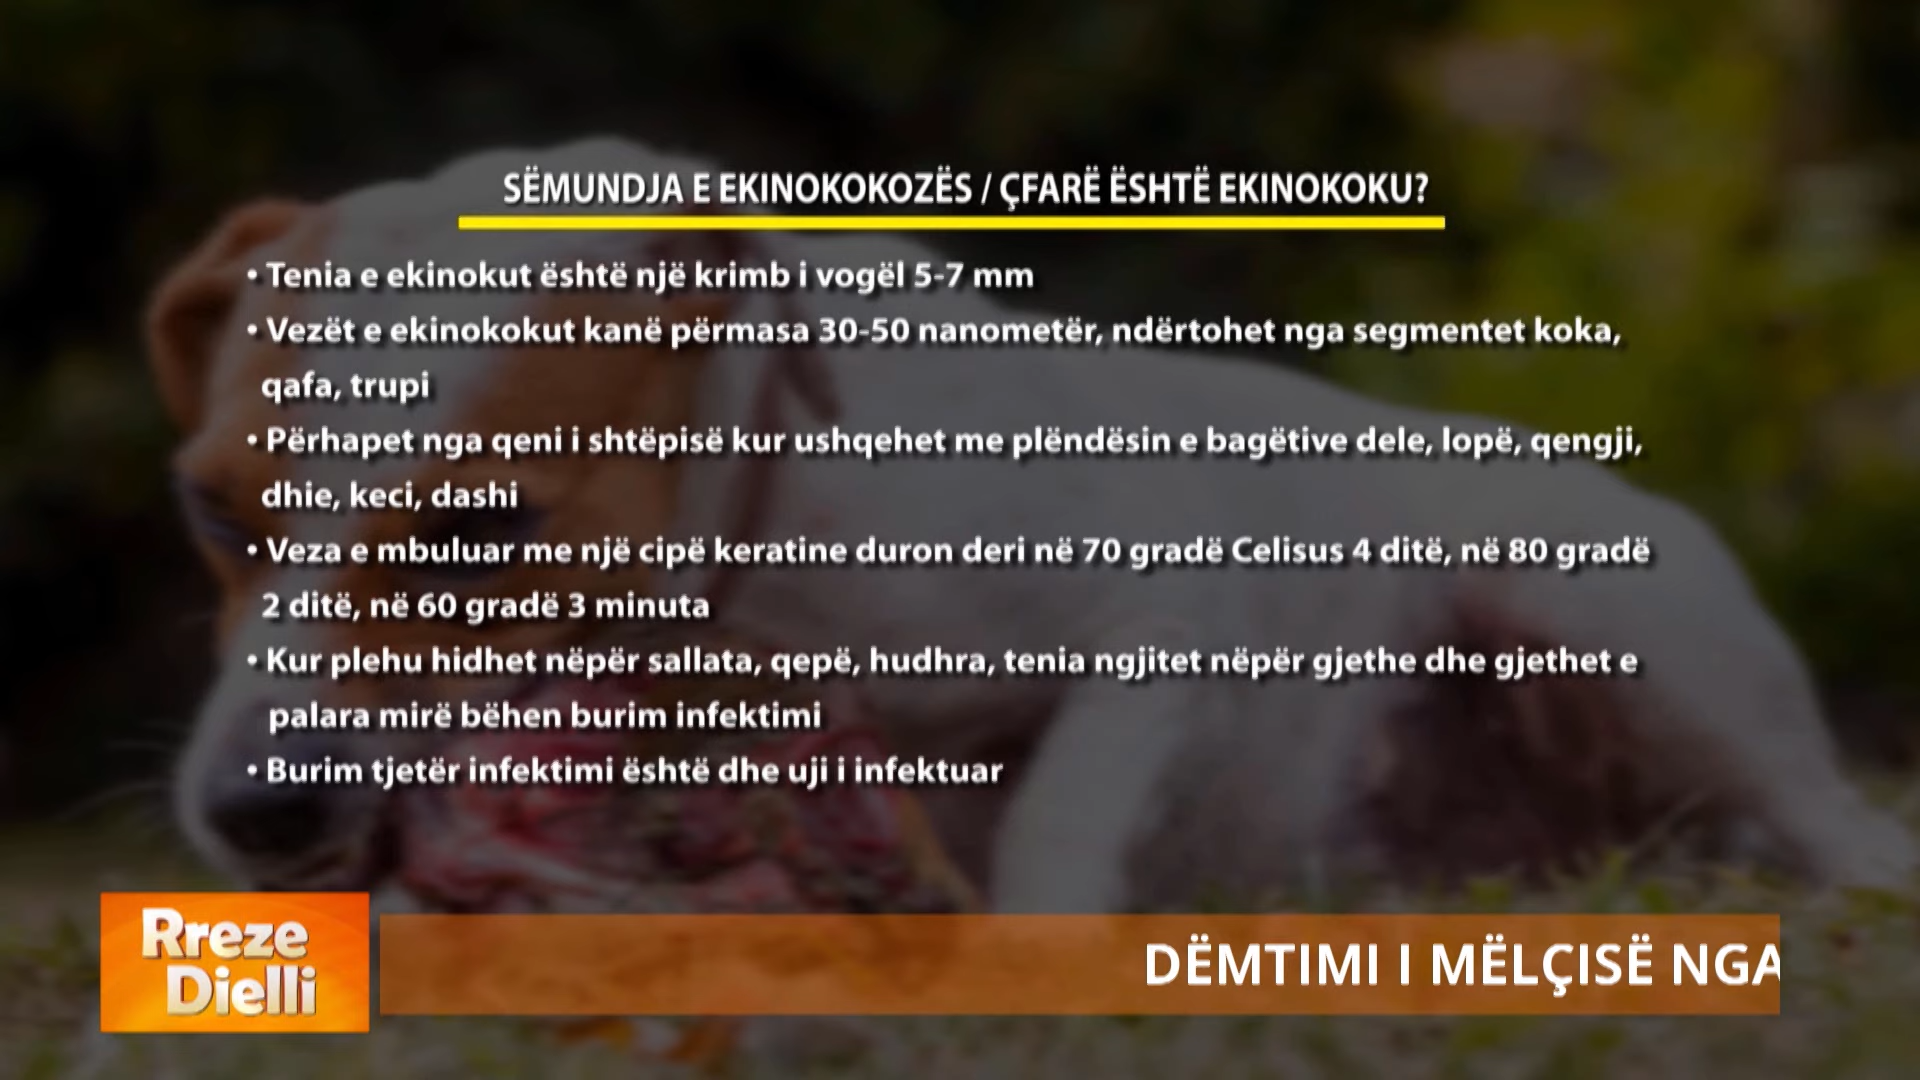 SËMUNDJA E EKINOKOKOZËS / ÇFARË ËSHTË EKINOKOKU?
• Tenia e ekinokut është një krimb i vogël 5-7 mm
• Vezët e ekinokokut kanë përmasa 30-50 nanometër, ndërtohet nga segmentet koka,
qafa, trupi
• Përhapet nga qeni i shtëpisë kur ushqehet me plëndësin e bagëtive dele, lopë, qengji,
dhie, keci, dashi
• Veza e mbuluar me një cipë keratine duron deri në 70 gradë Celisus 4 ditë, në 80 gradë
2 ditë, në 60 gradë 3 minuta
• Kur plehu hidhet nëpër sallata, qepë, hudhra, tenia ngjitet nëpër gjethe dhe gjethet e
palara mirë bëhen burim infektimi
• Burim tjetër infektimi është dhe uji i infektuar
Rreze
Dielli
DËMTIMI I MËLÇISË NGA